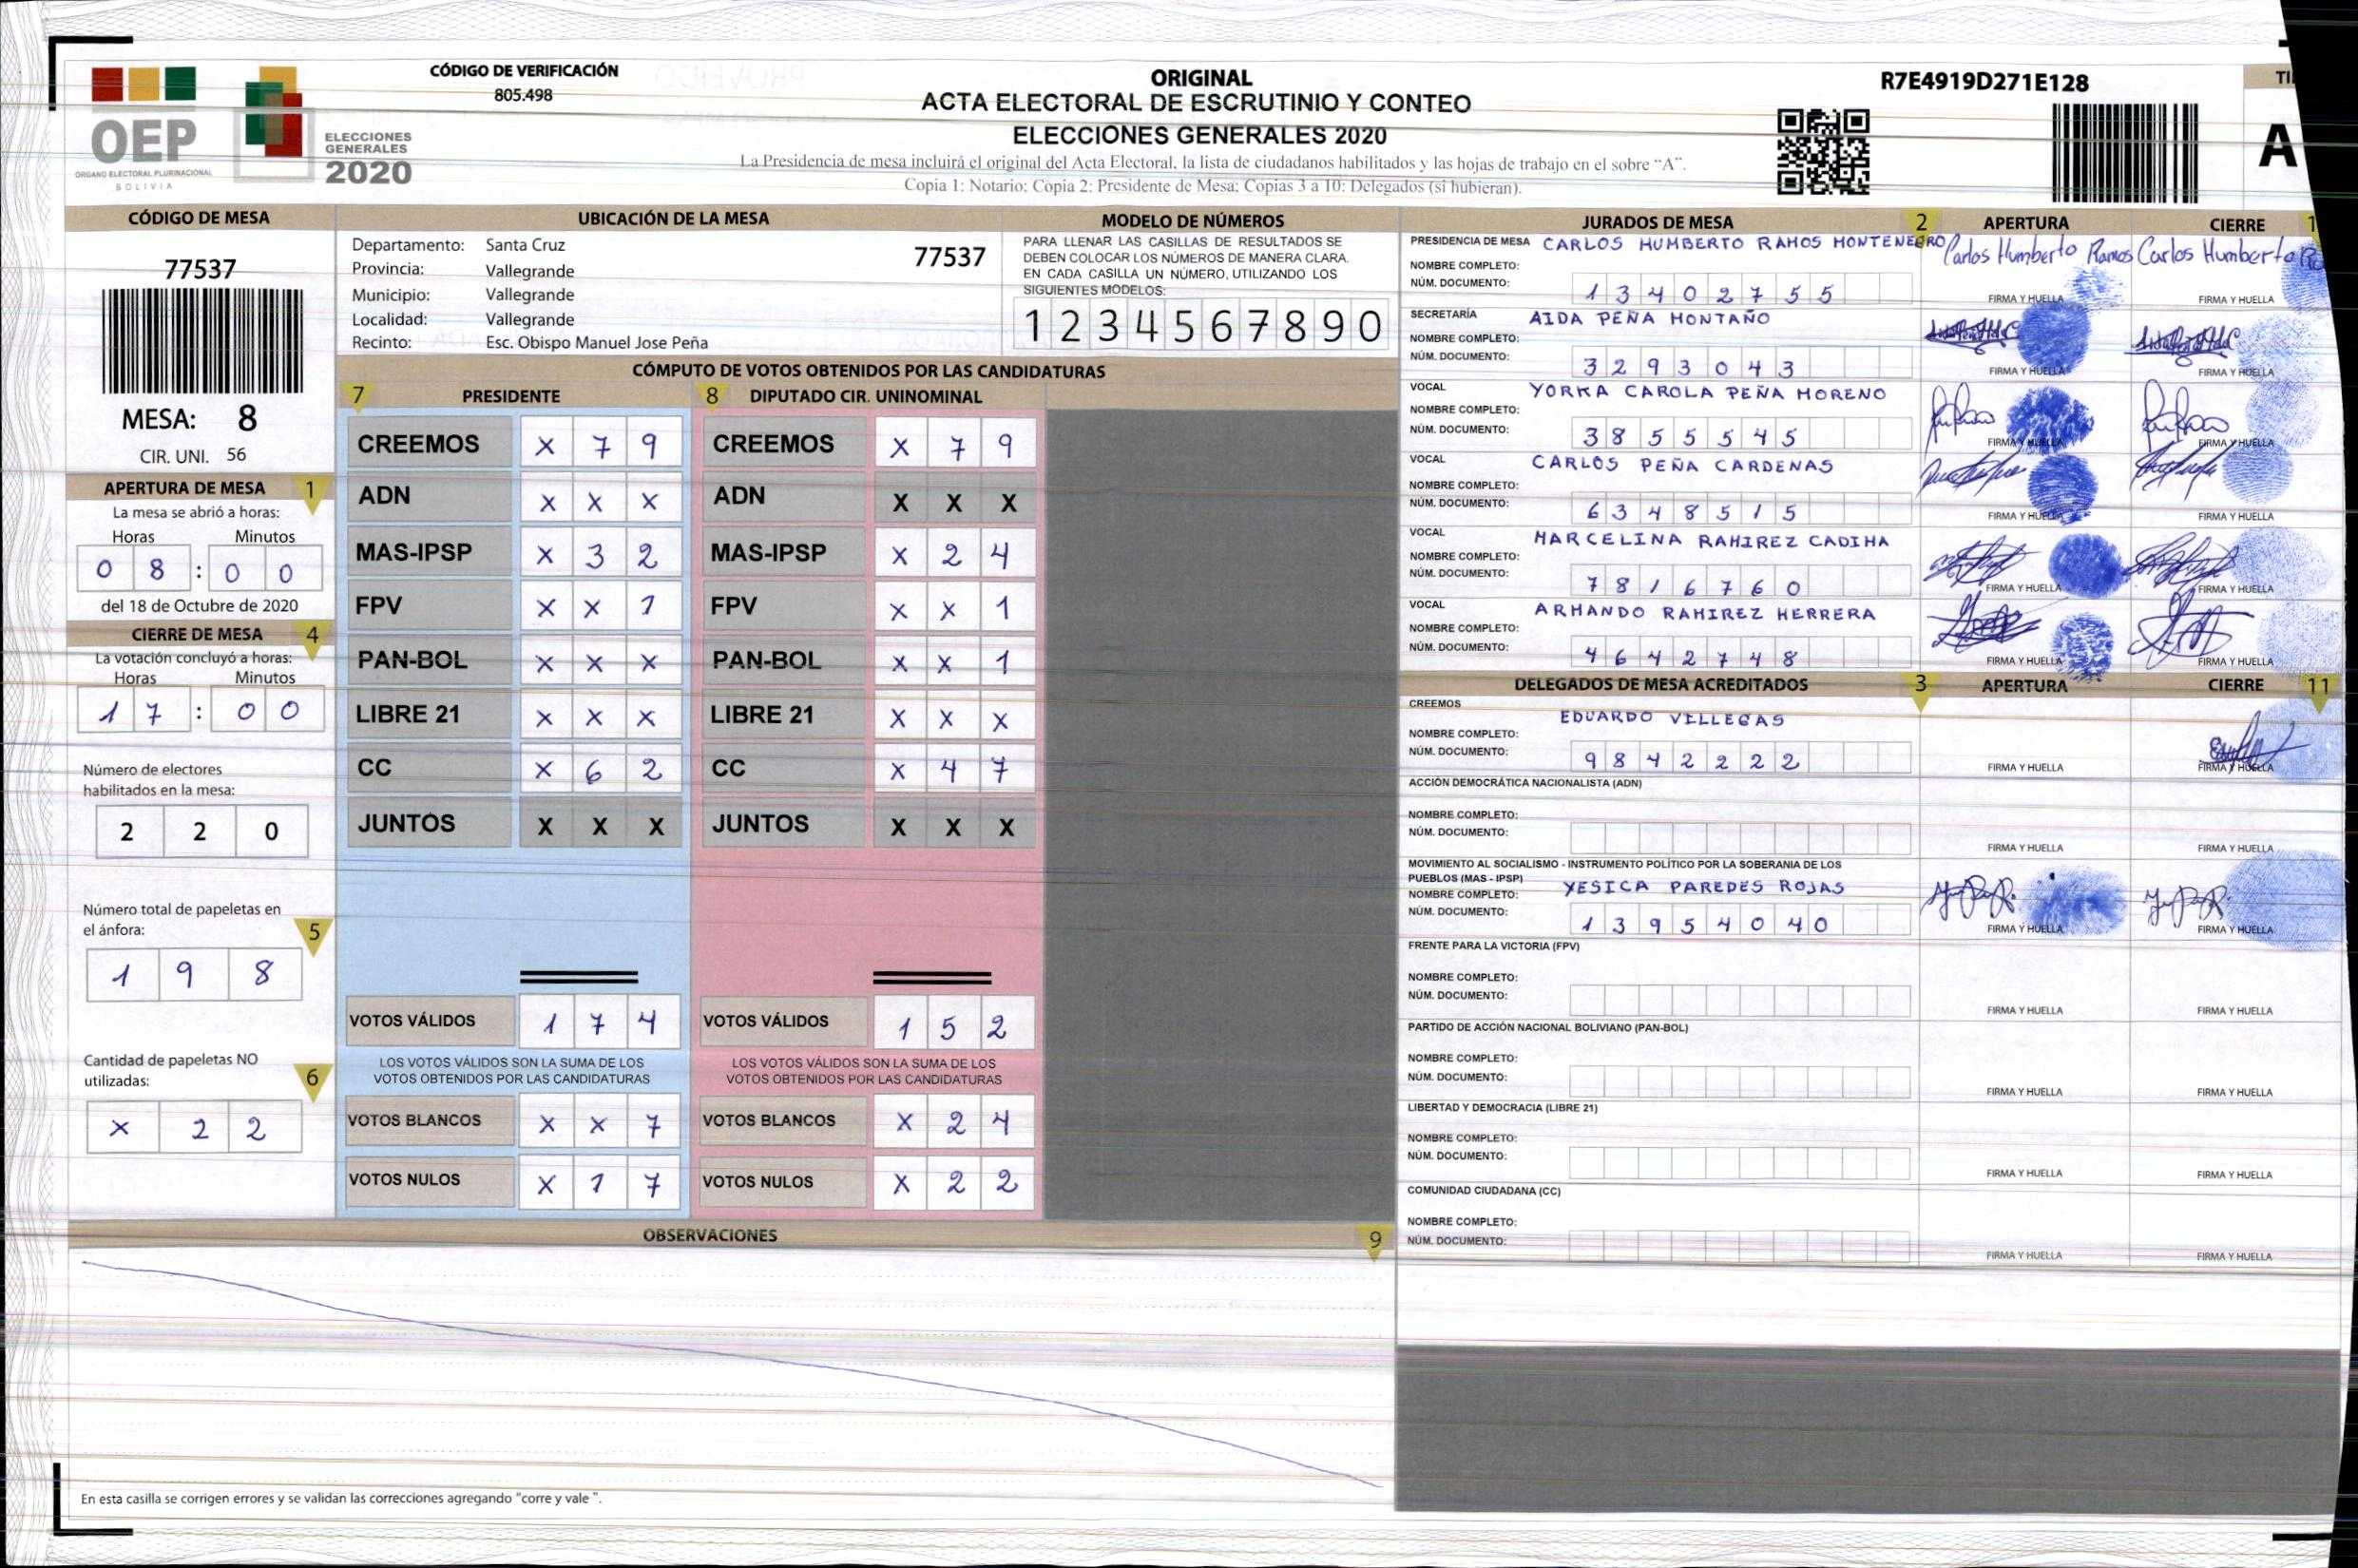 CÓDIGO DE VERIFICACIÓN
805.498
OEP
ÓRGANO ELECTORAL PLURINACIONAL
BOLIVIA
ELECCIONES
GENERALES
2020
ORIGINAL
ACTA ELECTORAL DE ESCRUTINIO Y CONTEO
ELECCIONES GENERALES 2020
La Presidencia de mesa incluirá el original del Acta Electoral, la lista de ciudadanos habilitados y las hojas de trabajo en el sobre “A”.
Copia 1: Notario; Copia 2: Presidente de Mesa; Copias 3 a 10: Delegados (si hubieran).
R7E4919D271E128
A
CÓDIGO DE MESA
77537
MESA: 8
CIR. UNI. 56
APERTURA DE MESA 1
La mesa se abrió a horas:
Horas Minutos
0 8 : 0 0
del 18 de Octubre de 2020
CIERRE DE MESA 4
La votación concluyó a horas:
Horas Minutos
1 7 : 0 0
Número de electores
habilitados en la mesa:
2 2 0
Número total de papeletas en
el ánfora: 5
1 9 8
Cantidad de papeletas NO
utilizadas: 6
X 2 2
UBICACIÓN DE LA MESA
Departamento: Santa Cruz 77537
Provincia: Vallegrande
Municipio: Vallegrande
Localidad: Vallegrande
Recinto: Esc. Obispo Manuel Jose Peña
MODELO DE NÚMEROS
PARA LLENAR LAS CASILLAS DE RESULTADOS SE
DEBEN COLOCAR LOS NÚMEROS DE MANERA CLARA.
EN CADA CASILLA UN NÚMERO, UTILIZANDO LOS
SIGUIENTES MODELOS:
1 2 3 4 5 6 7 8 9 0
CÓMPUTO DE VOTOS OBTENIDOS POR LAS CANDIDATURAS
7 PRESIDENTE 8 DIPUTADO CIR. UNINOMINAL
CREEMOS X 7 9 CREEMOS X 7 9
ADN X X X ADN X X X
MAS-IPSP X 3 2 MAS-IPSP X 2 4
FPV X X 1 FPV X X 1
PAN-BOL X X X PAN-BOL X X 1
LIBRE 21 X X X LIBRE 21 X X X
CC X 6 2 CC X 4 7
JUNTOS X X X JUNTOS X X X
VOTOS VÁLIDOS 1 7 4 VOTOS VÁLIDOS 1 5 2
LOS VOTOS VÁLIDOS SON LA SUMA DE LOS LOS VOTOS VÁLIDOS SON LA SUMA DE LOS
VOTOS OBTENIDOS POR LAS CANDIDATURAS VOTOS OBTENIDOS POR LAS CANDIDATURAS
VOTOS BLANCOS X X 7 VOTOS BLANCOS X 2 4
VOTOS NULOS X 1 7 VOTOS NULOS X 2 2
OBSERVACIONES 9
En esta casilla se corrigen errores y se validan las correcciones agregando “corre y vale ”.
JURADOS DE MESA 2 APERTURA CIERRE
PRESIDENCIA DE MESA CARLOS HUMBERTO RAMOS MONTENEGRO Carlos Humberto Ramos Carlos Humberto
NOMBRE COMPLETO:
NÚM. DOCUMENTO: 1 3 4 0 2 7 5 5 FIRMA Y HUELLA FIRMA Y HUELLA
SECRETARÍA AIDA PEÑA MONTAÑO
NOMBRE COMPLETO:
NÚM. DOCUMENTO: 3 2 9 3 0 4 3 FIRMA Y HUELLA FIRMA Y HUELLA
VOCAL YORKA CAROLA PEÑA MORENO
NOMBRE COMPLETO:
NÚM. DOCUMENTO: 3 8 5 5 5 4 5 FIRMA Y HUELLA FIRMA Y HUELLA
VOCAL CARLOS PEÑA CARDENAS
NOMBRE COMPLETO:
NÚM. DOCUMENTO: 6 3 4 8 5 1 5 FIRMA Y HUELLA FIRMA Y HUELLA
VOCAL MARCELINA RAMIREZ CADIMA
NOMBRE COMPLETO:
NÚM. DOCUMENTO: 7 8 1 6 7 6 0 FIRMA Y HUELLA FIRMA Y HUELLA
VOCAL ARMANDO RAMIREZ HERRERA
NOMBRE COMPLETO:
NÚM. DOCUMENTO: 4 6 4 2 7 4 8 FIRMA Y HUELLA FIRMA Y HUELLA
DELEGADOS DE MESA ACREDITADOS 3 APERTURA CIERRE 11
CREEMOS EDUARDO VILLEGAS
NOMBRE COMPLETO:
NÚM. DOCUMENTO: 9 8 4 2 2 2 2 FIRMA Y HUELLA FIRMA Y HUELLA
ACCIÓN DEMOCRÁTICA NACIONALISTA (ADN)
NOMBRE COMPLETO:
NÚM. DOCUMENTO: FIRMA Y HUELLA FIRMA Y HUELLA
MOVIMIENTO AL SOCIALISMO - INSTRUMENTO POLÍTICO POR LA SOBERANIA DE LOS
PUEBLOS (MAS - IPSP) YESICA PAREDES ROJAS
NOMBRE COMPLETO:
NÚM. DOCUMENTO: 1 3 9 5 4 0 4 0 FIRMA Y HUELLA FIRMA Y HUELLA
FRENTE PARA LA VICTORIA (FPV)
NOMBRE COMPLETO:
NÚM. DOCUMENTO: FIRMA Y HUELLA FIRMA Y HUELLA
PARTIDO DE ACCIÓN NACIONAL BOLIVIANO (PAN-BOL)
NOMBRE COMPLETO:
NÚM. DOCUMENTO: FIRMA Y HUELLA FIRMA Y HUELLA
LIBERTAD Y DEMOCRACIA (LIBRE 21)
NOMBRE COMPLETO:
NÚM. DOCUMENTO: FIRMA Y HUELLA FIRMA Y HUELLA
COMUNIDAD CIUDADANA (CC)
NOMBRE COMPLETO:
NÚM. DOCUMENTO: FIRMA Y HUELLA FIRMA Y HUELLA